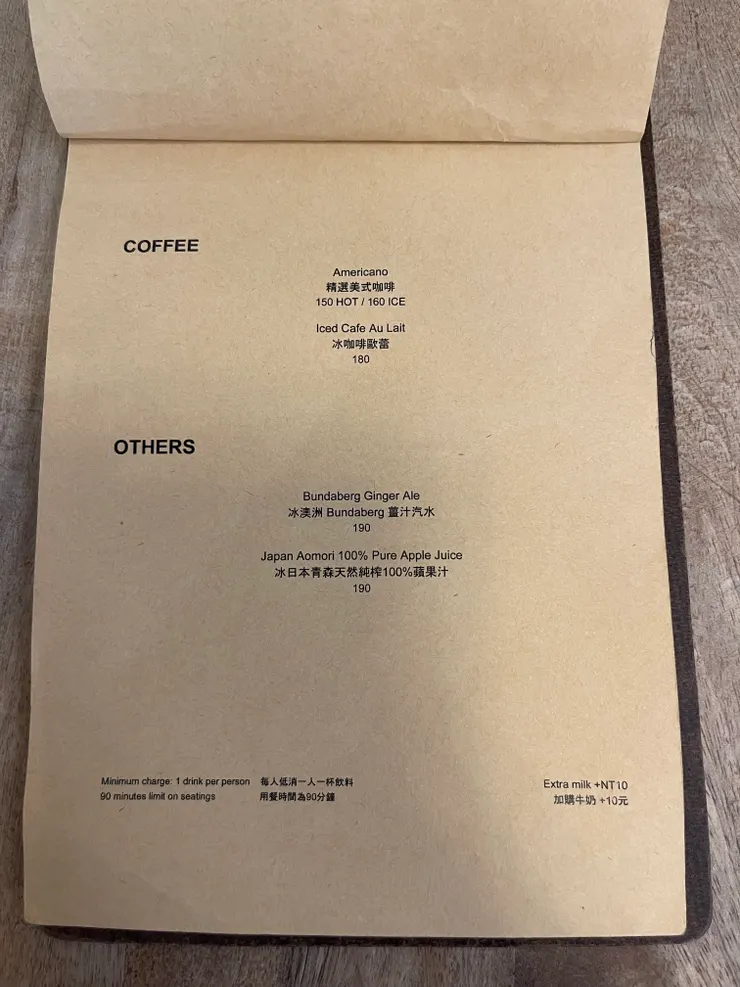 COFFEE
Americano
精選美式咖啡
150 HOT / 160 ICE
Iced Cafe Au Lait
冰咖啡歐蕾
180
OTHERS
Bundaberg Ginger Ale
冰澳洲 Bundaberg 薑汁汽水
190
Japan Aomori 100% Pure Apple Juice
冰日本青森天然純榨100%蘋果汁
190
Minimum charge: 1 drink per person 每人低消一人一杯飲料
90 minutes limit on seatings 用餐時間為90分鐘
Extra milk +NT10
加購牛奶 +10元